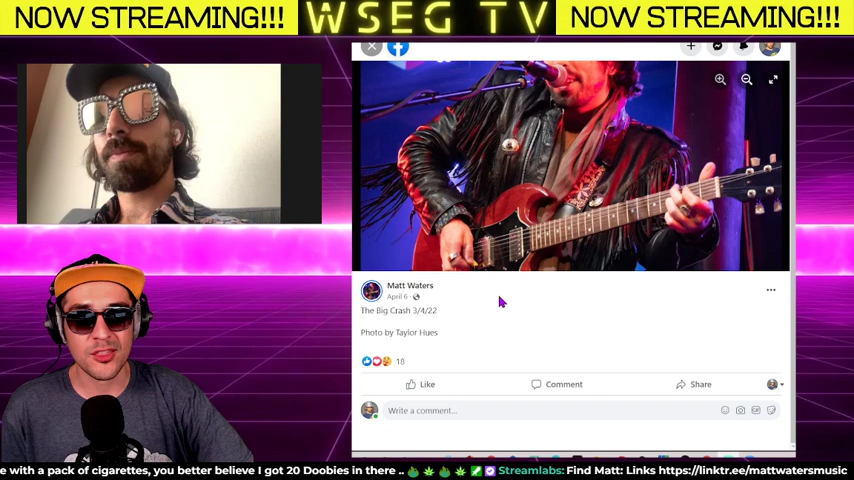 NOW STREAMING!!!
WSEG TV
NOW STREAMING!!!
Matt Waters
April 6 ·
The Big Crash 3/4/22
Photo by Taylor Hues
18
Like
Comment
Share
Write a comment...
GIF
e with a pack of cigarettes, you better believe I got 20 Doobies in there .. Streamlabs: Find Matt: Links https://linktr.ee/mattwatersmusic